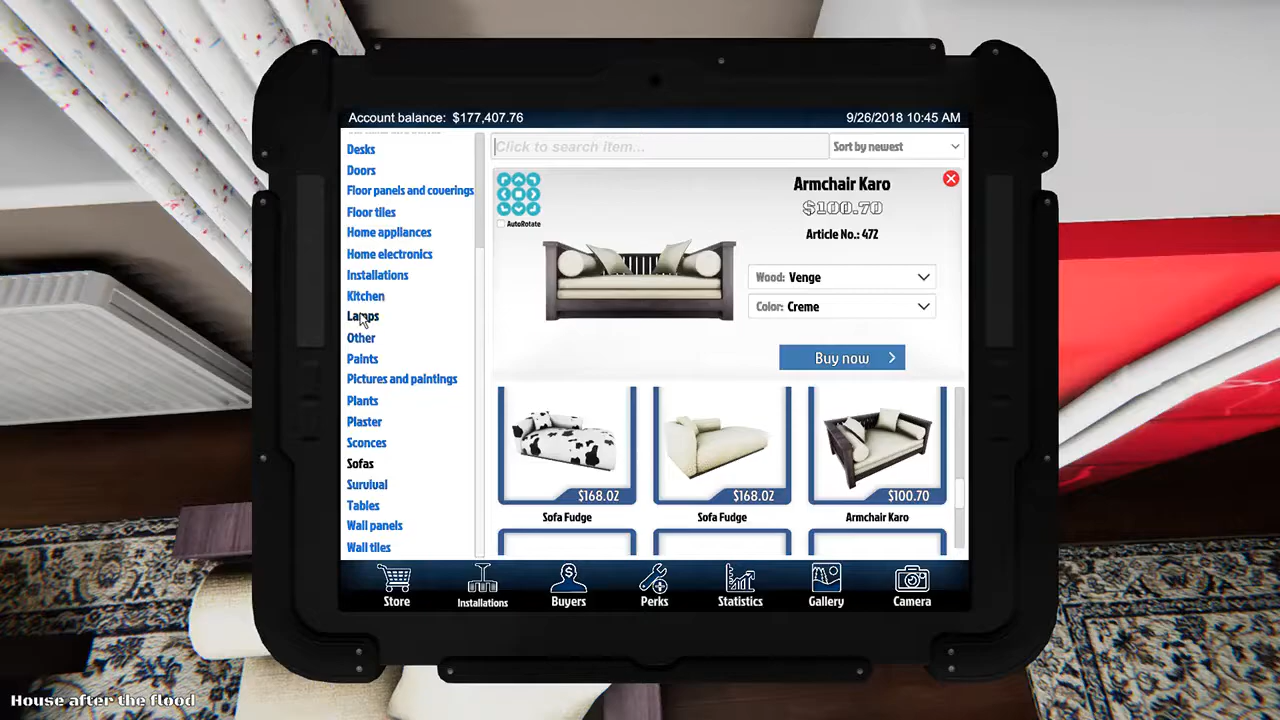 Account balance: $177,407.76
9/26/2018 10:45 AM
Desks
Doors
Floor panels and coverings
Floor tiles
Home appliances
Home electronics
Installations
Kitchen
Lamps
Other
Paints
Pictures and paintings
Plants
Plaster
Sconces
Sofas
Survival
Tables
Wall panels
Wall tiles
Click to search item...
Sort by newest
AutoRotate
Armchair Karo
$100.70
Article No.: 472
Wood: Venge
Color: Creme
Buy now
$168.02
$168.02
$100.70
Sofa Fudge
Sofa Fudge
Armchair Karo
Store
Installations
Buyers
Perks
Statistics
Gallery
Camera
House after the flood